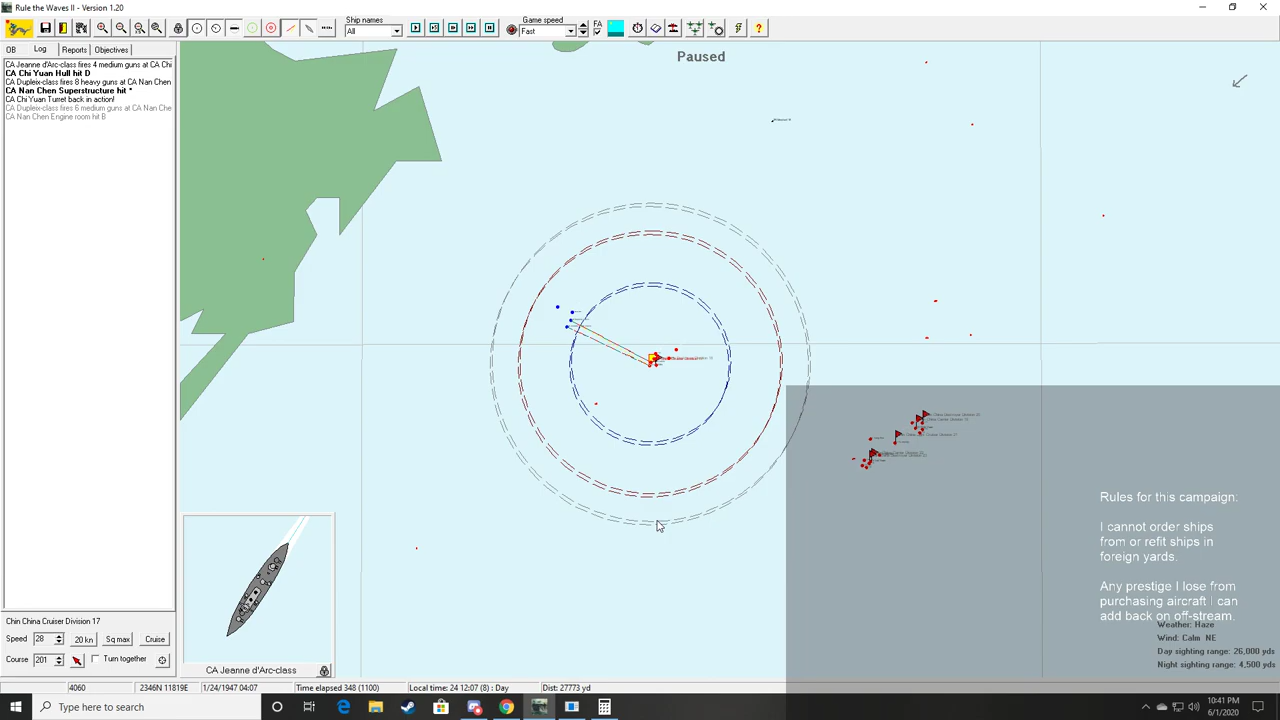 Rule the Waves II - Version 1.20
Ship names
All
Game speed
Fast
FA
OB
Log
Reports
Objectives
CA Jeanne d'Arc-class fires 4 medium guns at CA Chi
CA Chi Yuan Hull hit D
CA Dupleix-class fires 8 heavy guns at CA Nan Chen
CA Nan Chen Superstructure hit *
CA Chi Yuan Turret back in action!
CA Dupleix-class fires 6 medium guns at CA Nan Che
CA Nan Chen Engine room hit B
Paused
Rules for this campaign:
I cannot order ships
from or refit ships in
foreign yards.
Any prestige I lose from
purchasing aircraft I can
add back on off-stream.
Weather: Haze
Wind: Calm NE
Day sighting range: 26,000 yds
Night sighting range: 4,500 yds
Chin China Cruiser Division 17
Speed
28
20 kn
Sq max
Cruise
Course
201
Turn together
CA Jeanne d'Arc-class
4060
2346N 11819E
1/24/1947 04:07
Time elapsed 348 (1100)
Local time: 24 12:07 (8) : Day
Dist: 27773 yd
Type here to search
10:41 PM
6/1/2020